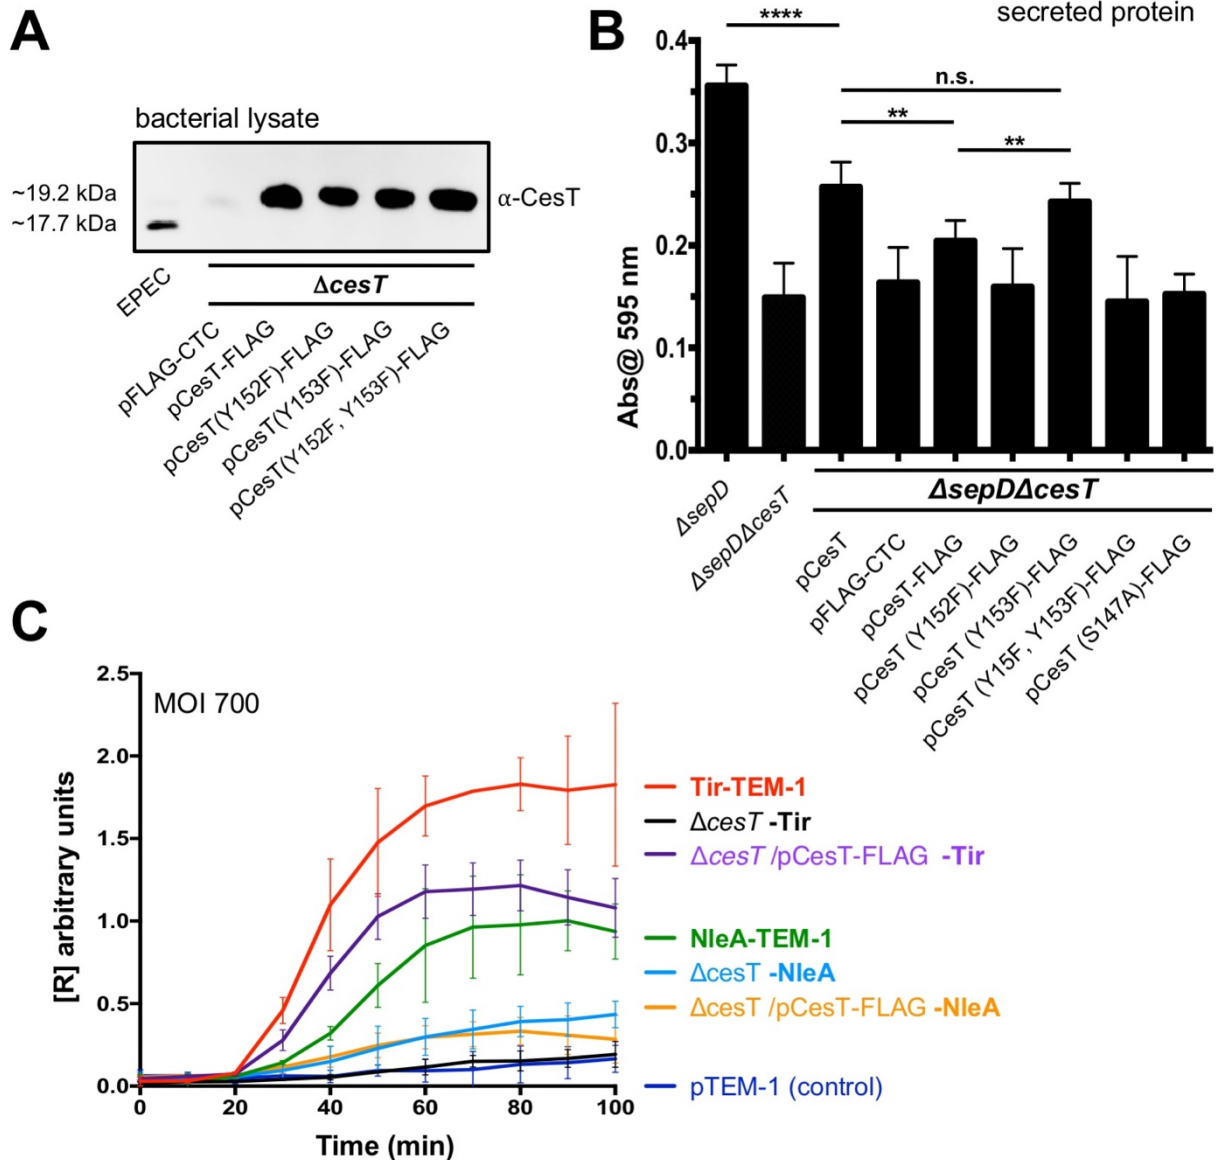 A
bacterial lysate
~19.2 kDa
~17.7 kDa
α-CesT
EPEC
ΔcesT
pFLAG-CTC
pCesT-FLAG
pCesT(Y152F)-FLAG
pCesT(Y153F)-FLAG
pCesT(Y152F, Y153F)-FLAG
B
secreted protein
****
n.s.
**
**
0.4
0.3
0.2
0.1
0.0
Abs@ 595 nm
ΔsepD
ΔsepDΔcesT
ΔsepDΔcesT
pCesT
pFLAG-CTC
pCesT-FLAG
pCesT (Y152F)-FLAG
pCesT (Y153F)-FLAG
pCesT (Y15F, Y153F)-FLAG
pCesT (S147A)-FLAG
C
MOI 700
2.5
2.0
1.5
1.0
0.5
0.0
[R] arbitrary units
0 20 40 60 80 100
Time (min)
Tir-TEM-1
ΔcesT -Tir
ΔcesT /pCesT-FLAG -Tir
NleA-TEM-1
ΔcesT -NleA
ΔcesT /pCesT-FLAG -NleA
pTEM-1 (control)